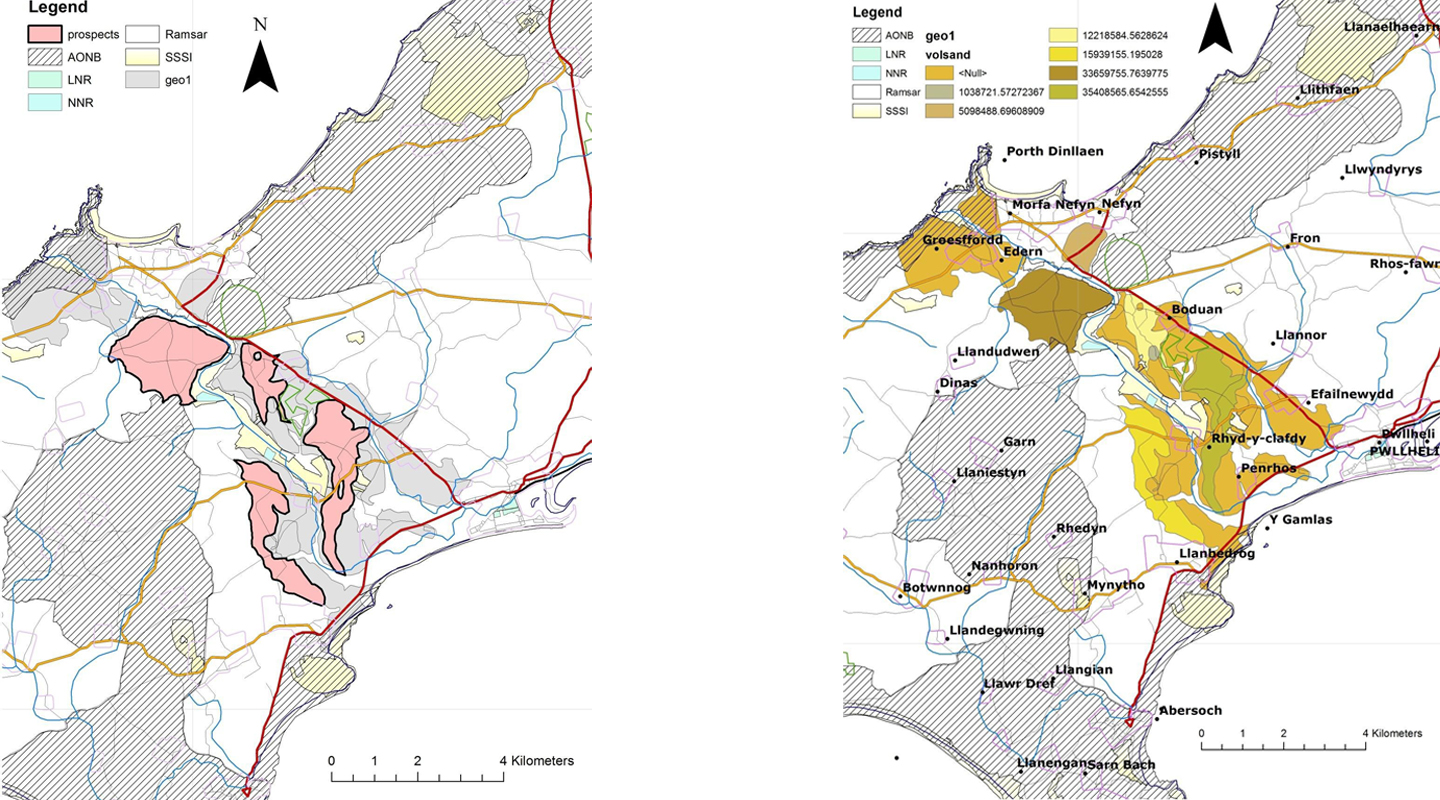 Legend
prospects
Ramsar
AONB
SSSI
LNR
geo1
NNR
N
0 1 2 4 Kilometers
Legend
AONB
LNR
NNR
Ramsar
SSSI
geo1
volsand
<Null>
1038721.57272367
5098488.69608909
12218584.5628624
15939155.195028
33659755.7639775
35408565.6542555
Llanaelhaearn
Llithfaen
Porth Dinllaen
Pistyll
Llwyndyrys
Morfa Nefyn
Nefyn
Groesffordd
Edern
Fron
Rhos-fawr
Boduan
Llannor
Llandudwen
Dinas
Efailnewydd
Garn
Rhyd-y-clafdy
Pwllheli
PWLLHELI
Llaniestyn
Penrhos
Rhedyn
Y Gamlas
Llanbedrog
Nanhoron
Botwnnog
Mynytho
Llandegwning
Llangian
Llawr Dref
Abersoch
0 1 2 4 Kilometers
Llanengan
Sarn Bach